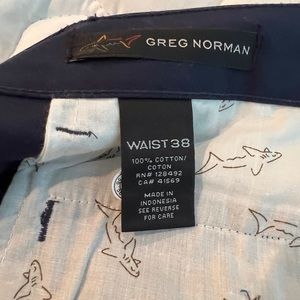 GREG NORMAN
WAIST 38
100% COTTON/
COTON
RN# 128492
CA# 41569
MADE IN
INDONESIA
SEE REVERSE
FOR CARE